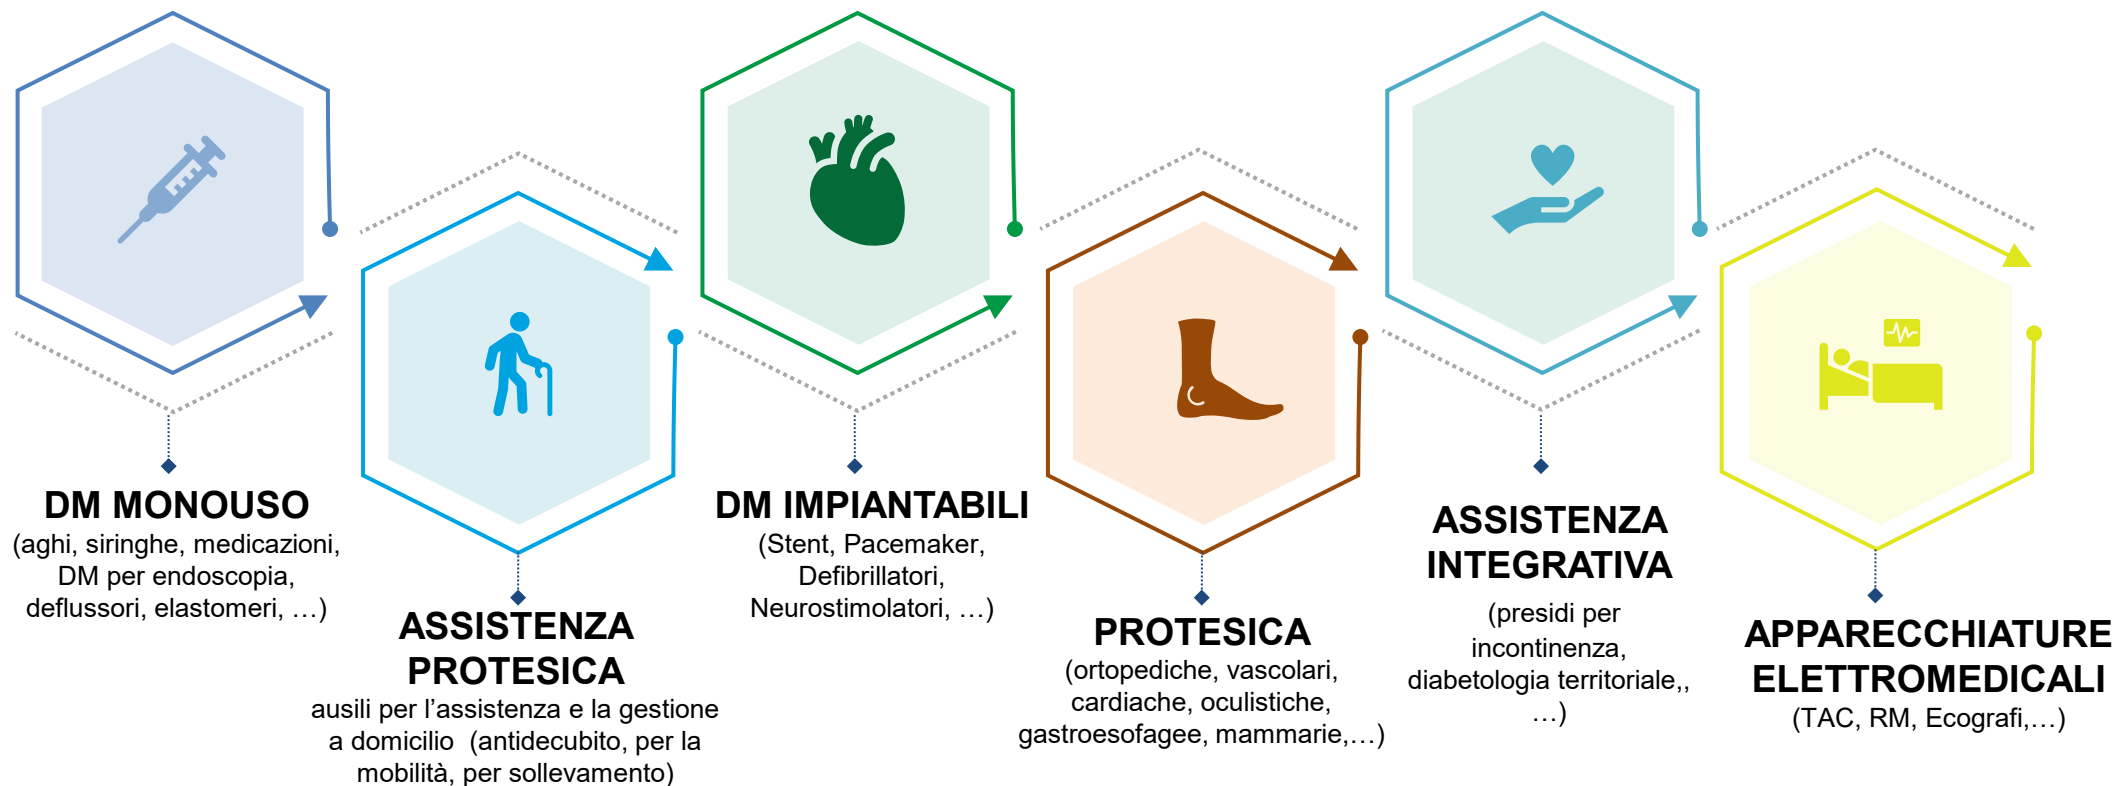 DM MONOUSO
(aghi, siringhe, medicazioni,
DM per endoscopia,
deflussori, elastomeri, …)
ASSISTENZA
PROTESICA
ausili per l’assistenza e la gestione
a domicilio (antidecubito, per la
mobilità, per sollevamento)
DM IMPIANTABILI
(Stent, Pacemaker,
Defibrillatori,
Neurostimolatori, …)
PROTESICA
(ortopediche, vascolari,
cardiache, oculistiche,
gastroesofagee, mammarie,…)
ASSISTENZA
INTEGRATIVA
(presidi per
incontinenza,
diabetologia territoriale,,
…)
APPARECCHIATURE
ELETTROMEDICALI
(TAC, RM, Ecografi,…)